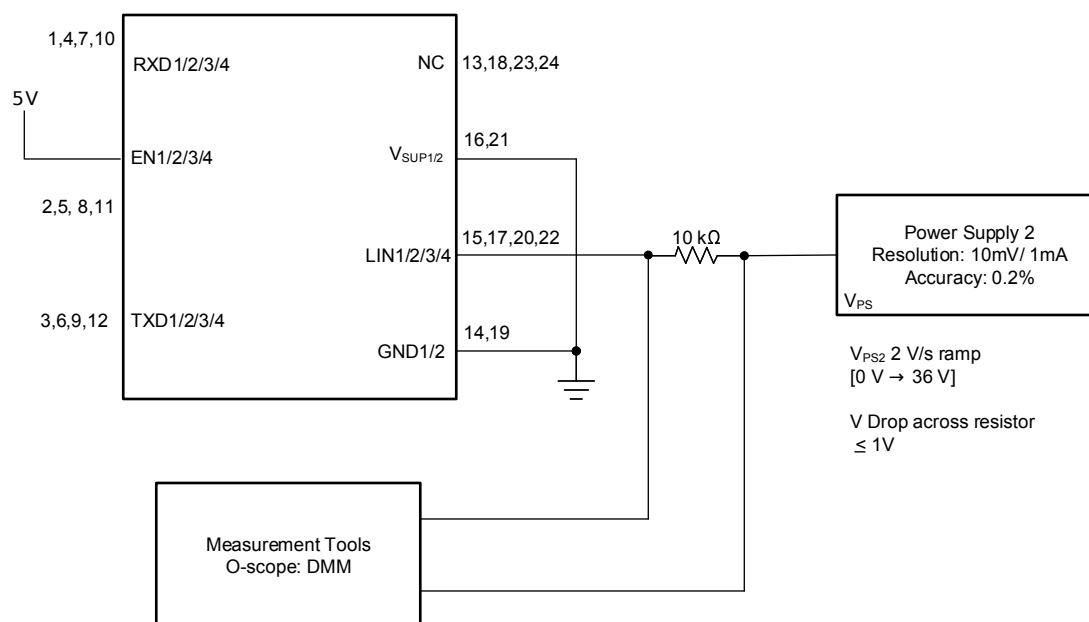 1,4,7,10
RXD1/2/3/4
NC
13,18,23,24
5V
EN1/2/3/4
VSUP1/2
16,21
2,5, 8,11
LIN1/2/3/4
15,17,20,22
10 kΩ
Power Supply 2
Resolution: 10mV/ 1mA
Accuracy: 0.2%
VPS
3,6,9,12
TXD1/2/3/4
GND1/2
14,19
VPS2 2 V/s ramp
[0 V → 36 V]
V Drop across resistor
≤ 1V
Measurement Tools
O-scope: DMM